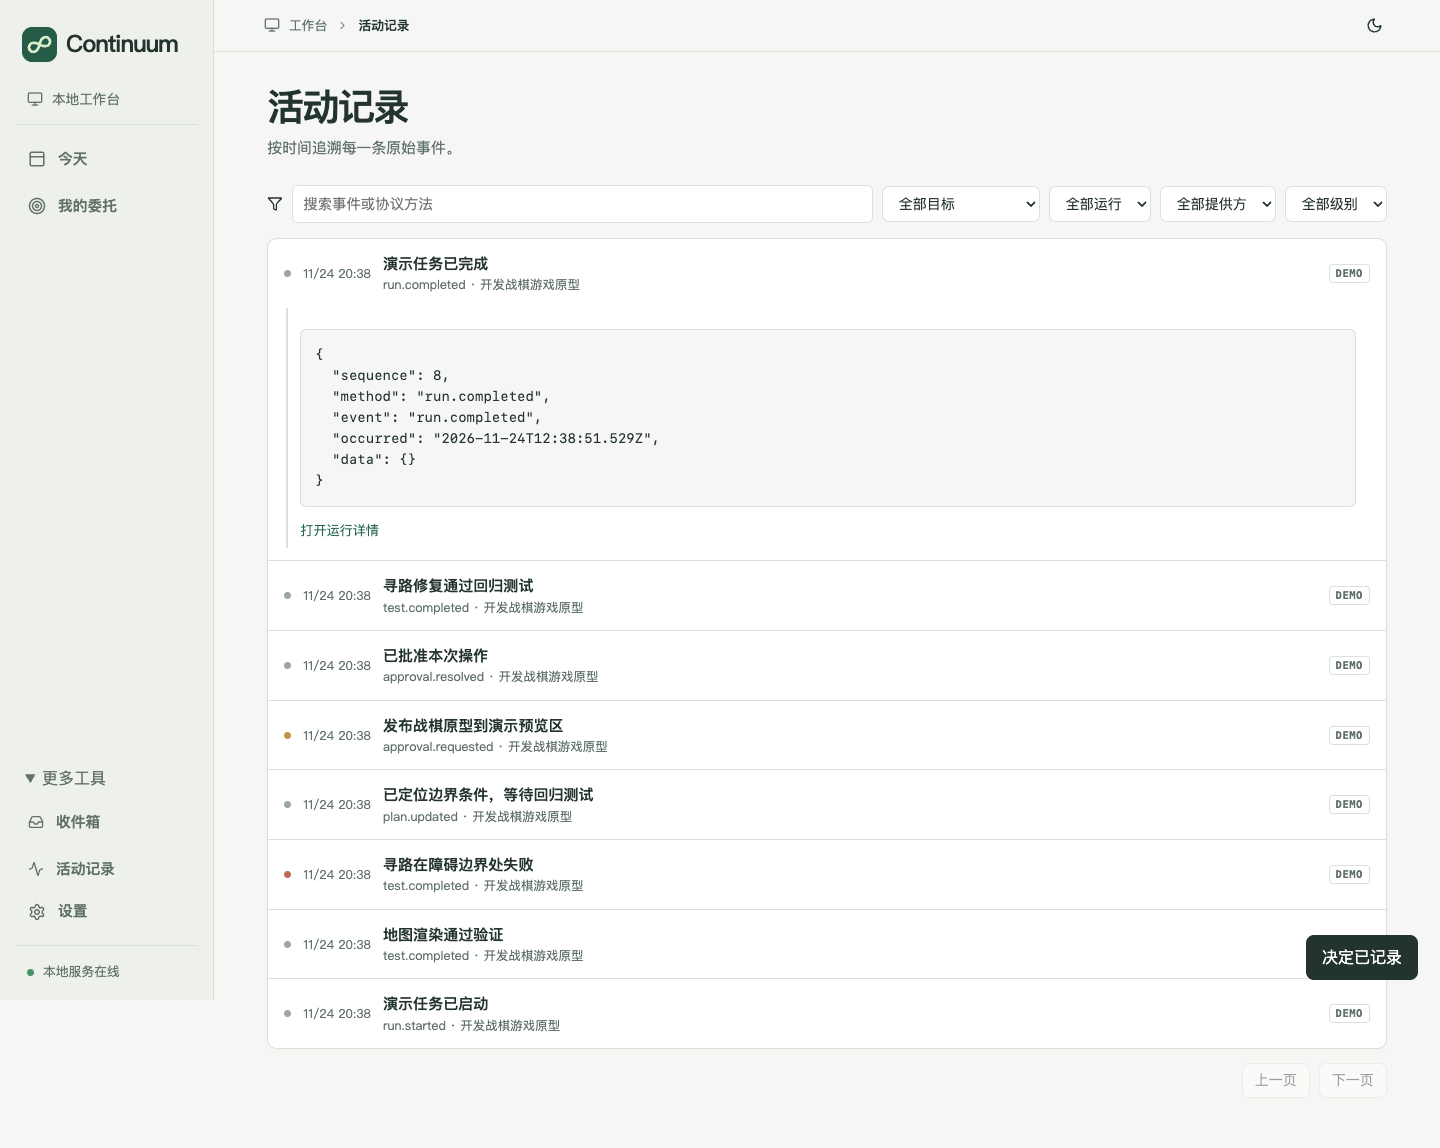 Continuum
本地工作台
今天
我的委托
更多工具
收件箱
活动记录
设置
本地服务在线
工作台 › 活动记录
活动记录
按时间追溯每一条原始事件。
搜索事件或协议方法
全部目标
全部运行
全部提供方
全部级别
11/24 20:38
演示任务已完成
run.completed · 开发战棋游戏原型
DEMO
{
  "sequence": 8,
  "method": "run.completed",
  "event": "run.completed",
  "occurred": "2026-11-24T12:38:51.529Z",
  "data": {}
}
打开运行详情
11/24 20:38
寻路修复通过回归测试
test.completed · 开发战棋游戏原型
DEMO
11/24 20:38
已批准本次操作
approval.resolved · 开发战棋游戏原型
DEMO
11/24 20:38
发布战棋原型到演示预览区
approval.requested · 开发战棋游戏原型
DEMO
11/24 20:38
已定位边界条件，等待回归测试
plan.updated · 开发战棋游戏原型
DEMO
11/24 20:38
寻路在障碍边界处失败
test.completed · 开发战棋游戏原型
DEMO
11/24 20:38
地图渲染通过验证
test.completed · 开发战棋游戏原型
决定已记录
11/24 20:38
演示任务已启动
run.started · 开发战棋游戏原型
DEMO
上一页
下一页